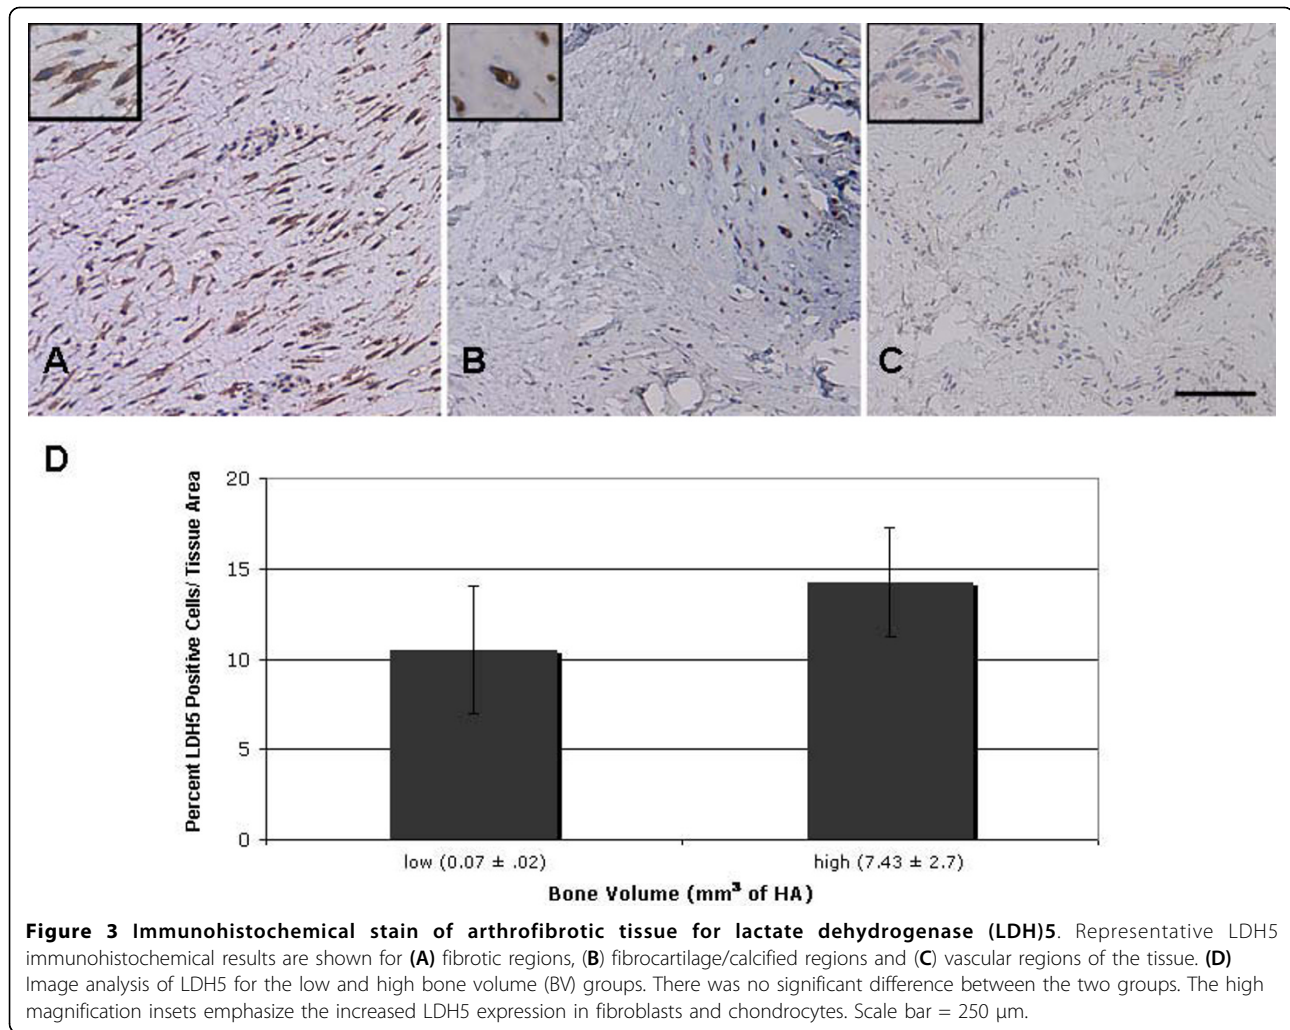 A
B
C
D
Percent LDH5 Positive Cells/ Tissue Area
20
15
10
5
0
low (0.07 ± .02)
high (7.43 ± 2.7)
Bone Volume (mm³ of HA)
Figure 3 Immunohistochemical stain of arthrofibrotic tissue for lactate dehydrogenase (LDH)5. Representative LDH5
immunohistochemical results are shown for (A) fibrotic regions, (B) fibrocartilage/calcified regions and (C) vascular regions of the tissue. (D)
Image analysis of LDH5 for the low and high bone volume (BV) groups. There was no significant difference between the two groups. The high
magnification insets emphasize the increased LDH5 expression in fibroblasts and chondrocytes. Scale bar = 250 μm.